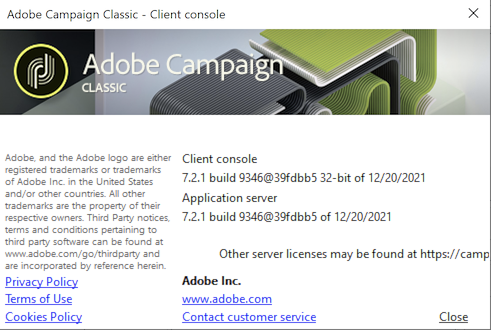 Adobe Campaign Classic - Client console
Adobe Campaign
CLASSIC
Adobe, and the Adobe logo are either
registered trademarks or trademarks
of Adobe Inc. in the United States
and/or other countries. All other
trademarks are the property of their
respective owners. Third Party notices,
terms and conditions pertaining to
third party software can be found at
www.adobe.com/go/thirdparty and
are incorporated by reference herein.
Privacy Policy
Terms of Use
Cookies Policy
Client console
7.2.1 build 9346@39fdbb5 32-bit of 12/20/2021
Application server
7.2.1 build 9346@39fdbb5 of 12/20/2021
Other server licenses may be found at https://camp
Adobe Inc.
www.adobe.com
Contact customer service
Close